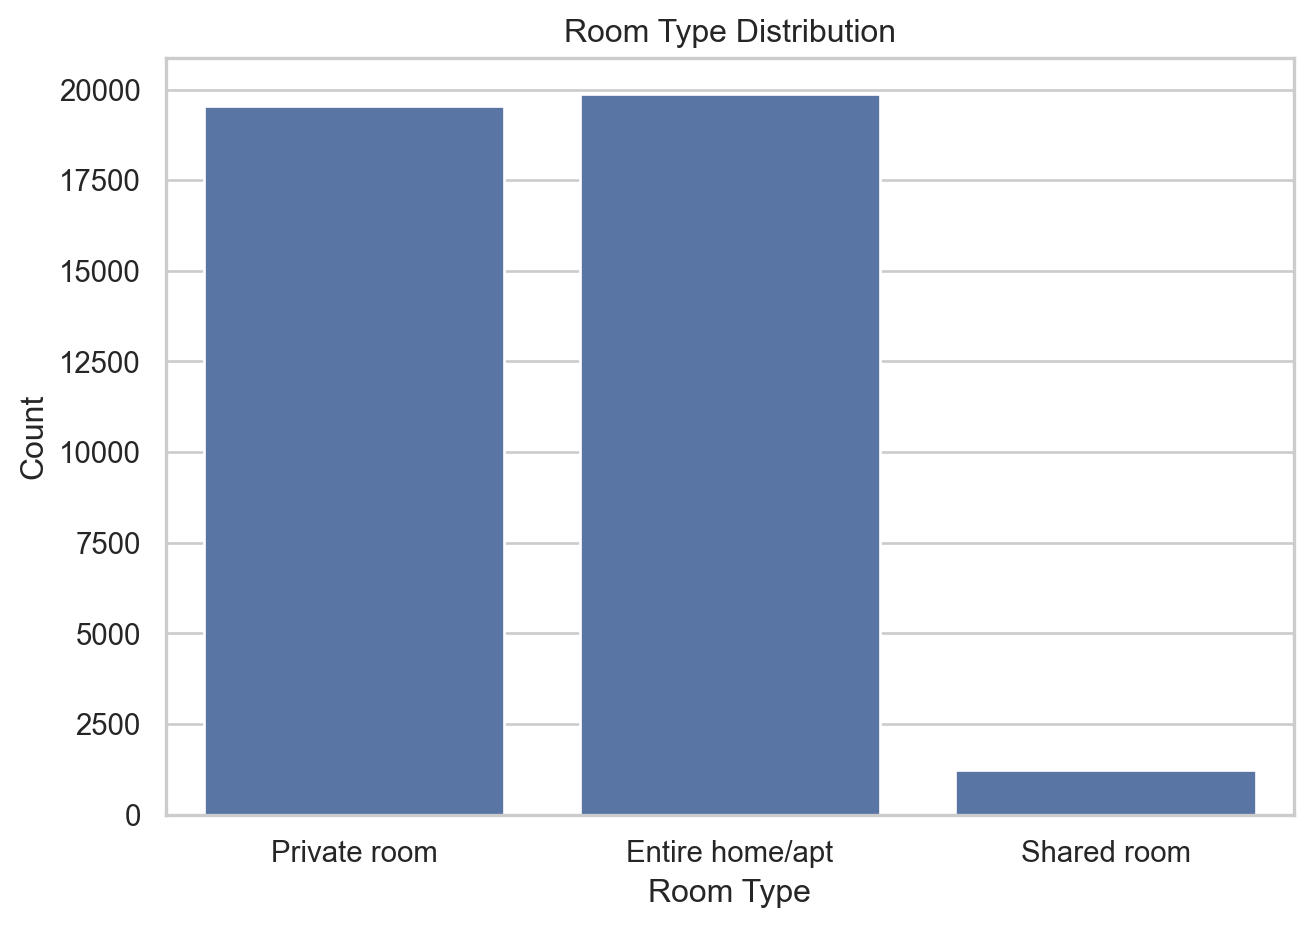 Room Type Distribution
20000
17500
15000
12500
10000
7500
5000
2500
0
Count
Private room
Entire home/apt
Shared room
Room Type